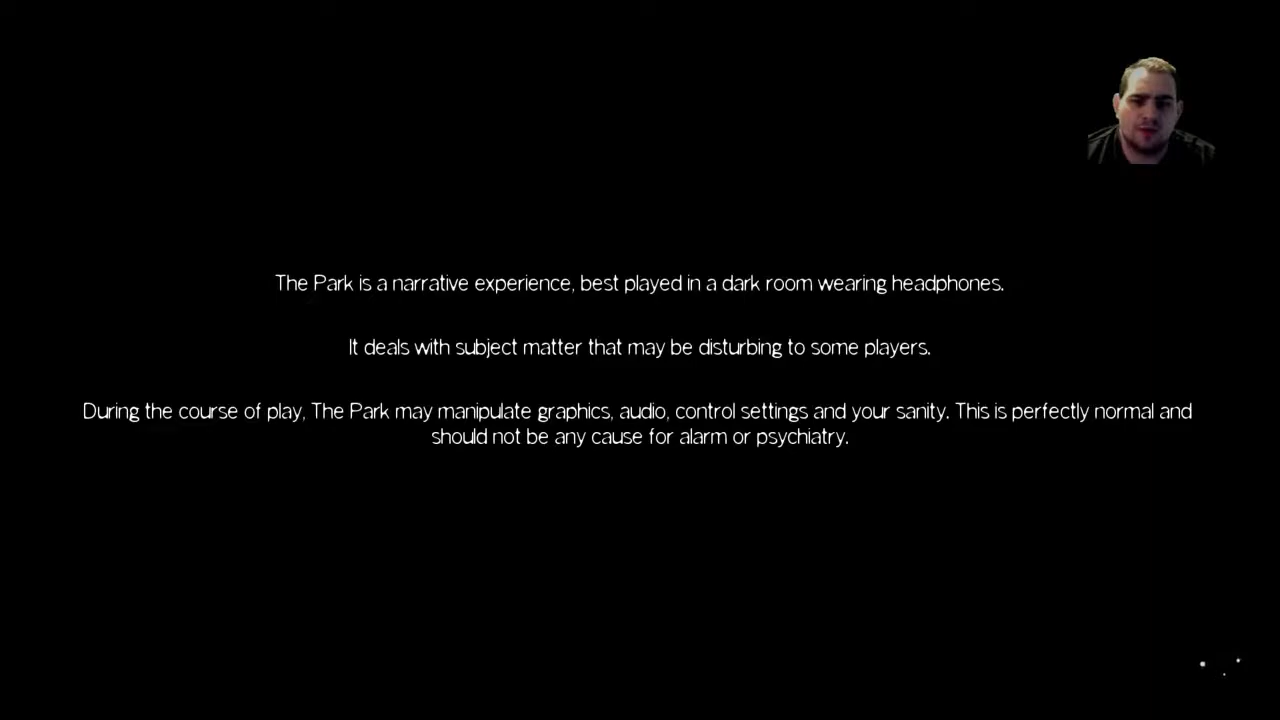 The Park is a narrative experience, best played in a dark room wearing headphones.
It deals with subject matter that may be disturbing to some players.
During the course of play, The Park may manipulate graphics, audio, control settings and your sanity. This is perfectly normal and
should not be any cause for alarm or psychiatry.